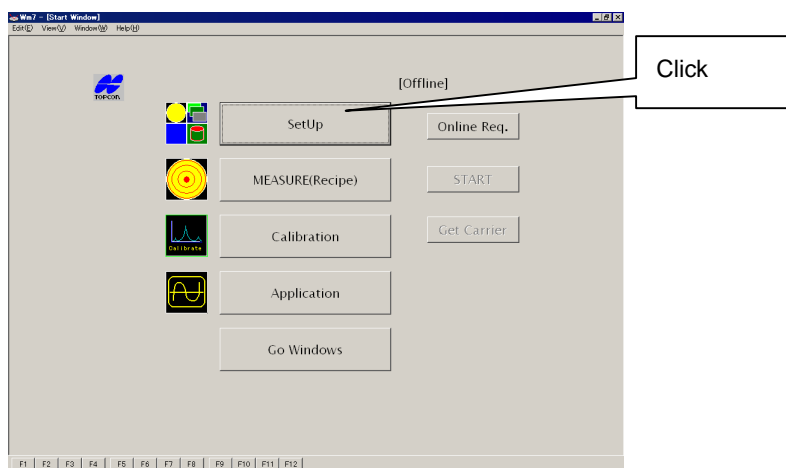 Wm7 - [Start Window]
Edit(E) View(V) Window(W) Help(H)
TOPCON
[Offline]
Click
SetUp
Online Req.
MEASURE(Recipe)
START
Calibrate
Calibration
Get Carrier
Application
Go Windows
F1 F2 F3 F4 F5 F6 F7 F8 F9 F10 F11 F12